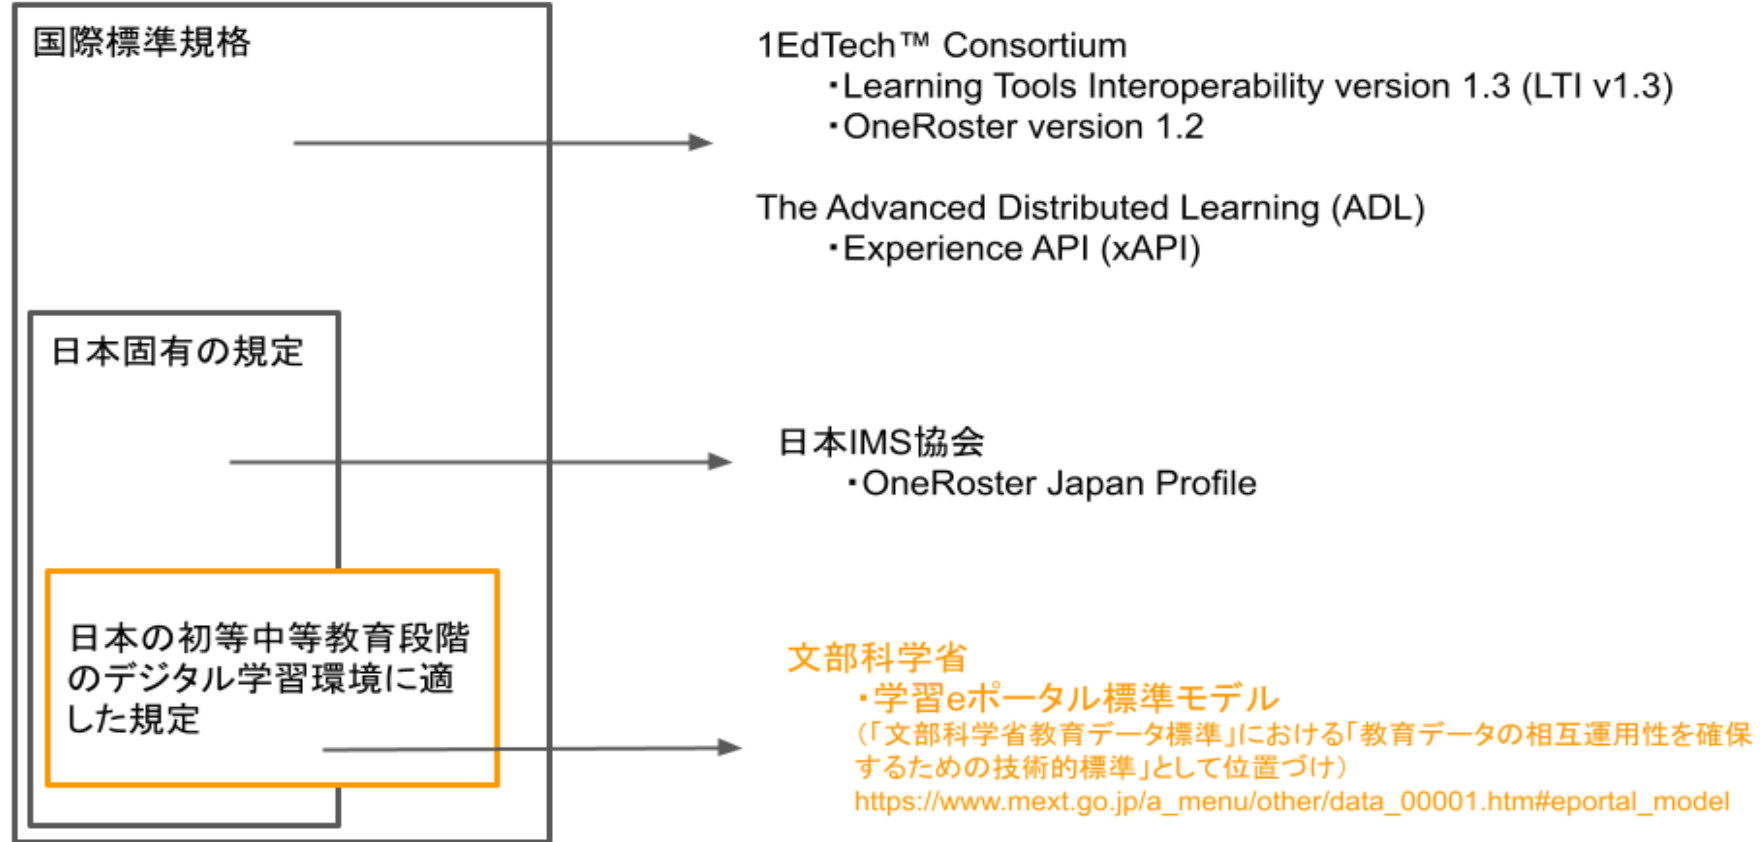 国際標準規格
1EdTech™ Consortium
・Learning Tools Interoperability version 1.3 (LTI v1.3)
・OneRoster version 1.2
The Advanced Distributed Learning (ADL)
・Experience API (xAPI)
日本固有の規定
日本IMS協会
・OneRoster Japan Profile
日本の初等中等教育段階
のデジタル学習環境に適
した規定
文部科学省
・学習eポータル標準モデル
（「文部科学省教育データ標準」における「教育データの相互運用性を確保
するための技術的標準」として位置づけ）
https://www.mext.go.jp/a_menu/other/data_00001.htm#eportal_model